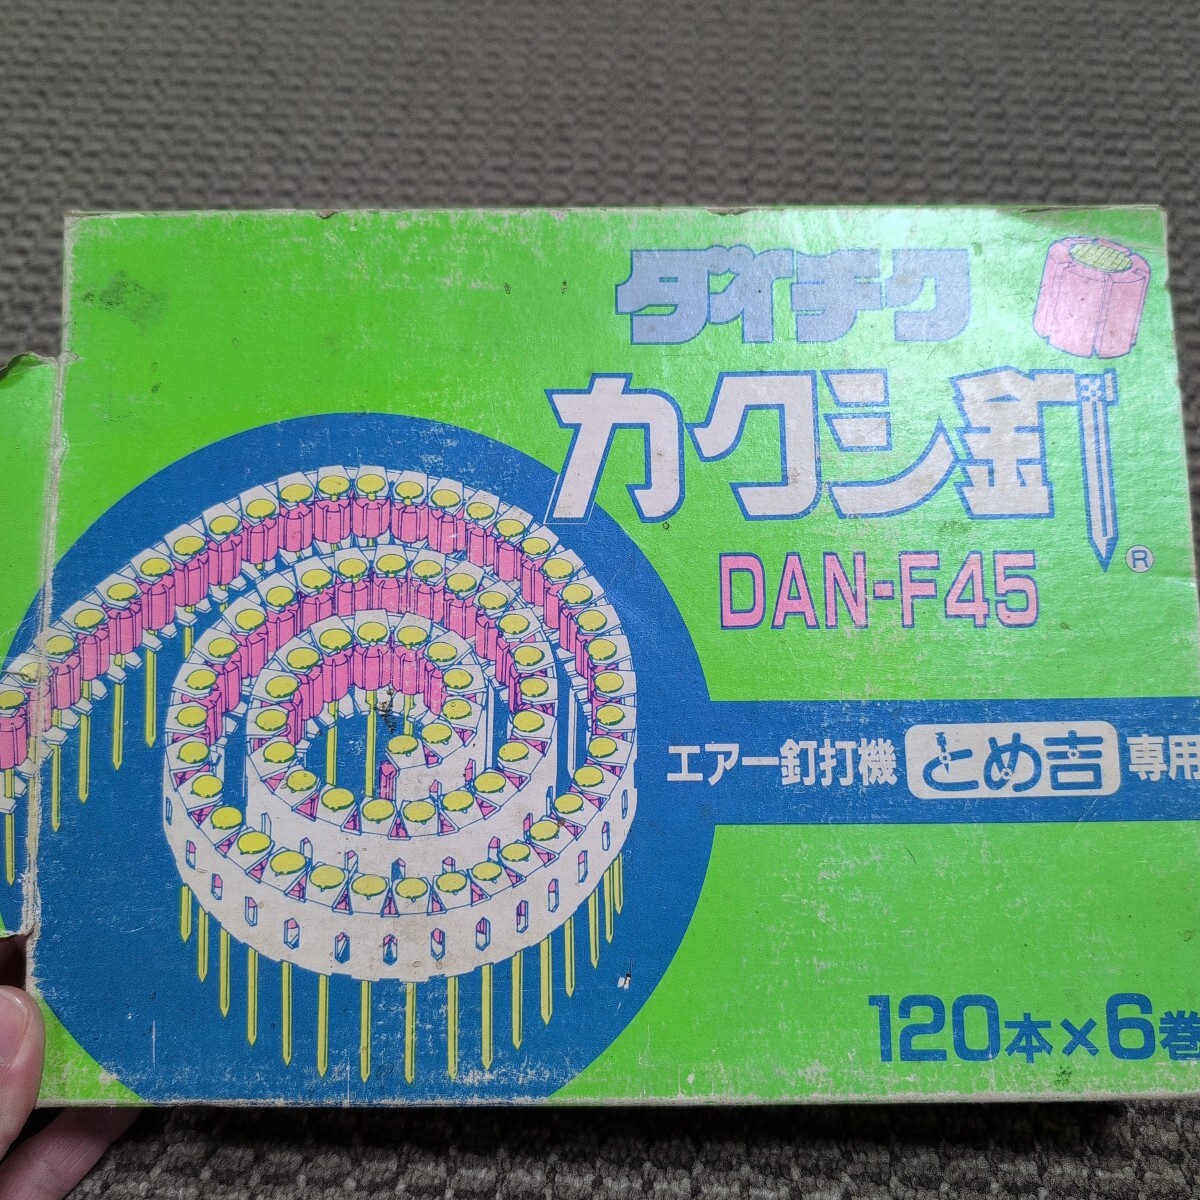 ダイチク
カクシ釘
®
DAN-F45
エアー釘打機 とめ吉 専用
120本×6巻